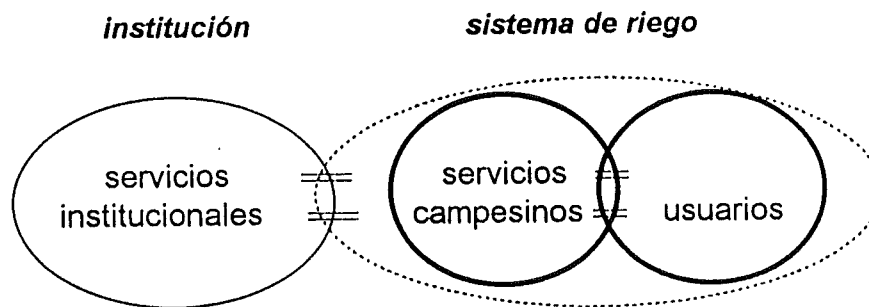 institución
sistema de riego
servicios
institucionales
servicios
campesinos
usuarios